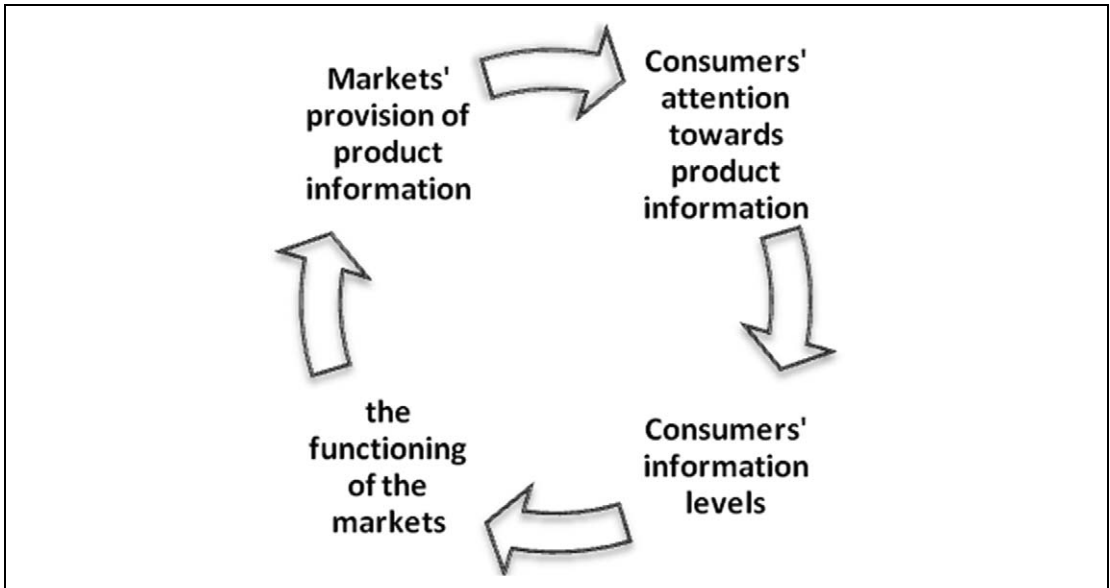 Markets'
provision of
product
information
Consumers'
attention
towards
product
information
Consumers'
information
levels
the
functioning
of the
markets